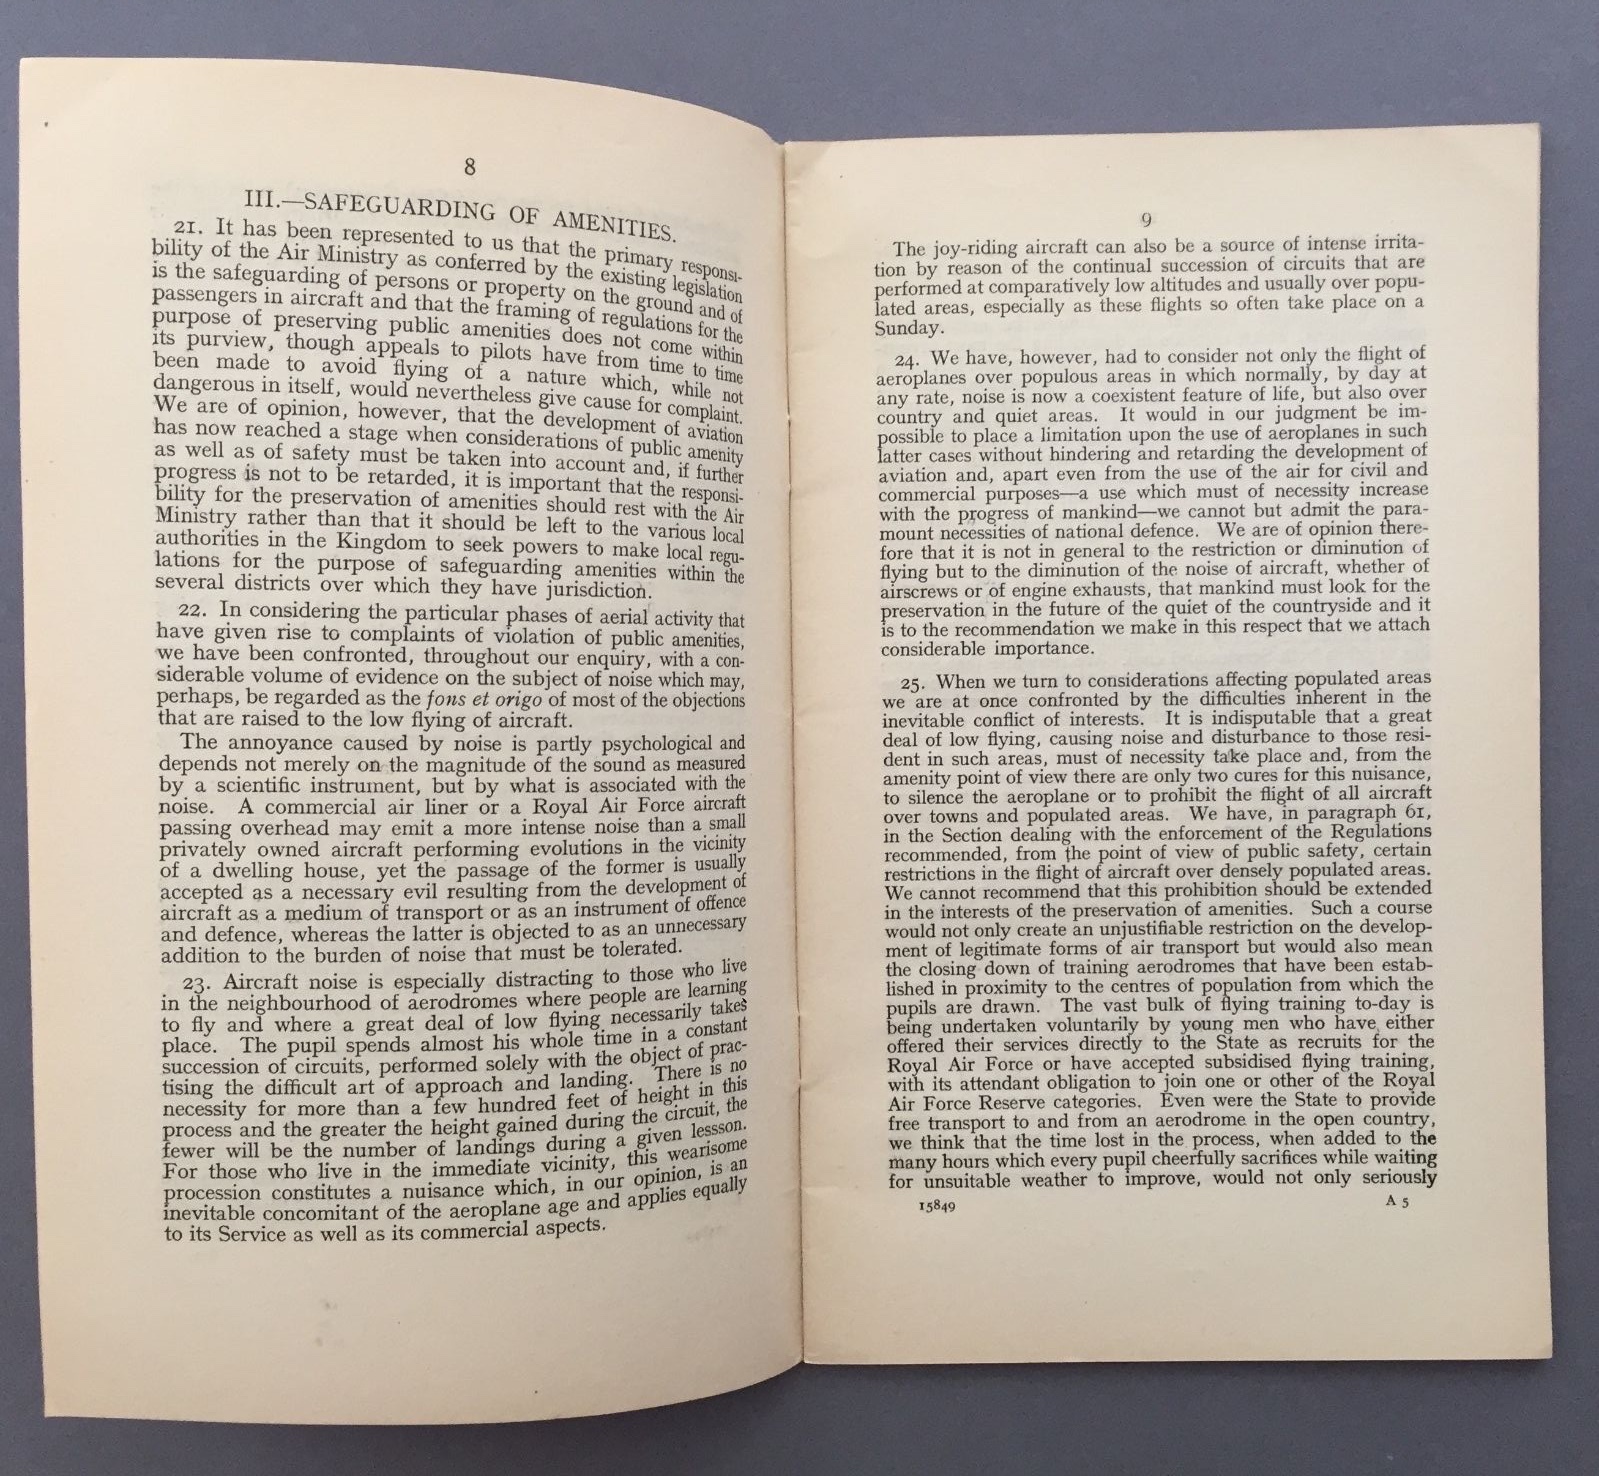 8
III.—SAFEGUARDING OF AMENITIES.
21. It has been represented to us that the primary responsi-
bility of the Air Ministry as conferred by the existing legislation
is the safeguarding of persons or property on the ground and of
passengers in aircraft and that the framing of regulations for the
purpose of preserving public amenities does not come within
its purview, though appeals to pilots have from time to time
been made to avoid flying of a nature which, while not
dangerous in itself, would nevertheless give cause for complaint.
We are of opinion, however, that the development of aviation
has now reached a stage when considerations of public amenity
as well as of safety must be taken into account and, if further
progress is not to be retarded, it is important that the responsi-
bility for the preservation of amenities should rest with the Air
Ministry rather than that it should be left to the various local
authorities in the Kingdom to seek powers to make local regu-
lations for the purpose of safeguarding amenities within the
several districts over which they have jurisdiction.
22. In considering the particular phases of aerial activity that
have given rise to complaints of violation of public amenities,
we have been confronted, throughout our enquiry, with a con-
siderable volume of evidence on the subject of noise which may,
perhaps, be regarded as the fons et origo of most of the objections
that are raised to the low flying of aircraft.
The annoyance caused by noise is partly psychological and
depends not merely on the magnitude of the sound as measured
by a scientific instrument, but by what is associated with the
noise. A commercial air liner or a Royal Air Force aircraft
passing overhead may emit a more intense noise than a small
privately owned aircraft performing evolutions in the vicinity
of a dwelling house, yet the passage of the former is usually
accepted as a necessary evil resulting from the development of
aircraft as a medium of transport or as an instrument of offence
and defence, whereas the latter is objected to as an unnecessary
addition to the burden of noise that must be tolerated.
23. Aircraft noise is especially distracting to those who live
in the neighbourhood of aerodromes where people are learning
to fly and where a great deal of low flying necessarily takes
place. The pupil spends almost his whole time in a constant
succession of circuits, performed solely with the object of prac-
tising the difficult art of approach and landing. There is no
necessity for more than a few hundred feet of height in this
process and the greater the height gained during the circuit, the
fewer will be the number of landings during a given lessson.
For those who live in the immediate vicinity, this wearisome
procession constitutes a nuisance which, in our opinion, is an
inevitable concomitant of the aeroplane age and applies equally
to its Service as well as its commercial aspects.
9
The joy-riding aircraft can also be a source of intense irrita-
tion by reason of the continual succession of circuits that are
performed at comparatively low altitudes and usually over popu-
lated areas, especially as these flights so often take place on a
Sunday.
24. We have, however, had to consider not only the flight of
aeroplanes over populous areas in which normally, by day at
any rate, noise is now a coexistent feature of life, but also over
country and quiet areas. It would in our judgment be im-
possible to place a limitation upon the use of aeroplanes in such
latter cases without hindering and retarding the development of
aviation and, apart even from the use of the air for civil and
commercial purposes—a use which must of necessity increase
with the progress of mankind—we cannot but admit the para-
mount necessities of national defence. We are of opinion there-
fore that it is not in general to the restriction or diminution of
flying but to the diminution of the noise of aircraft, whether of
airscrews or of engine exhausts, that mankind must look for the
preservation in the future of the quiet of the countryside and it
is to the recommendation we make in this respect that we attach
considerable importance.
25. When we turn to considerations affecting populated areas
we are at once confronted by the difficulties inherent in the
inevitable conflict of interests. It is indisputable that a great
deal of low flying, causing noise and disturbance to those resi-
dent in such areas, must of necessity take place and, from the
amenity point of view there are only two cures for this nuisance,
to silence the aeroplane or to prohibit the flight of all aircraft
over towns and populated areas. We have, in paragraph 61,
in the Section dealing with the enforcement of the Regulations
recommended, from the point of view of public safety, certain
restrictions in the flight of aircraft over densely populated areas.
We cannot recommend that this prohibition should be extended
in the interests of the preservation of amenities. Such a course
would not only create an unjustifiable restriction on the develop-
ment of legitimate forms of air transport but would also mean
the closing down of training aerodromes that have been estab-
lished in proximity to the centres of population from which the
pupils are drawn. The vast bulk of flying training to-day is
being undertaken voluntarily by young men who have either
offered their services directly to the State as recruits for the
Royal Air Force or have accepted subsidised flying training,
with its attendant obligation to join one or other of the Royal
Air Force Reserve categories. Even were the State to provide
free transport to and from an aerodrome in the open country,
we think that the time lost in the process, when added to the
many hours which every pupil cheerfully sacrifices while waiting
for unsuitable weather to improve, would not only seriously
15849 A 5